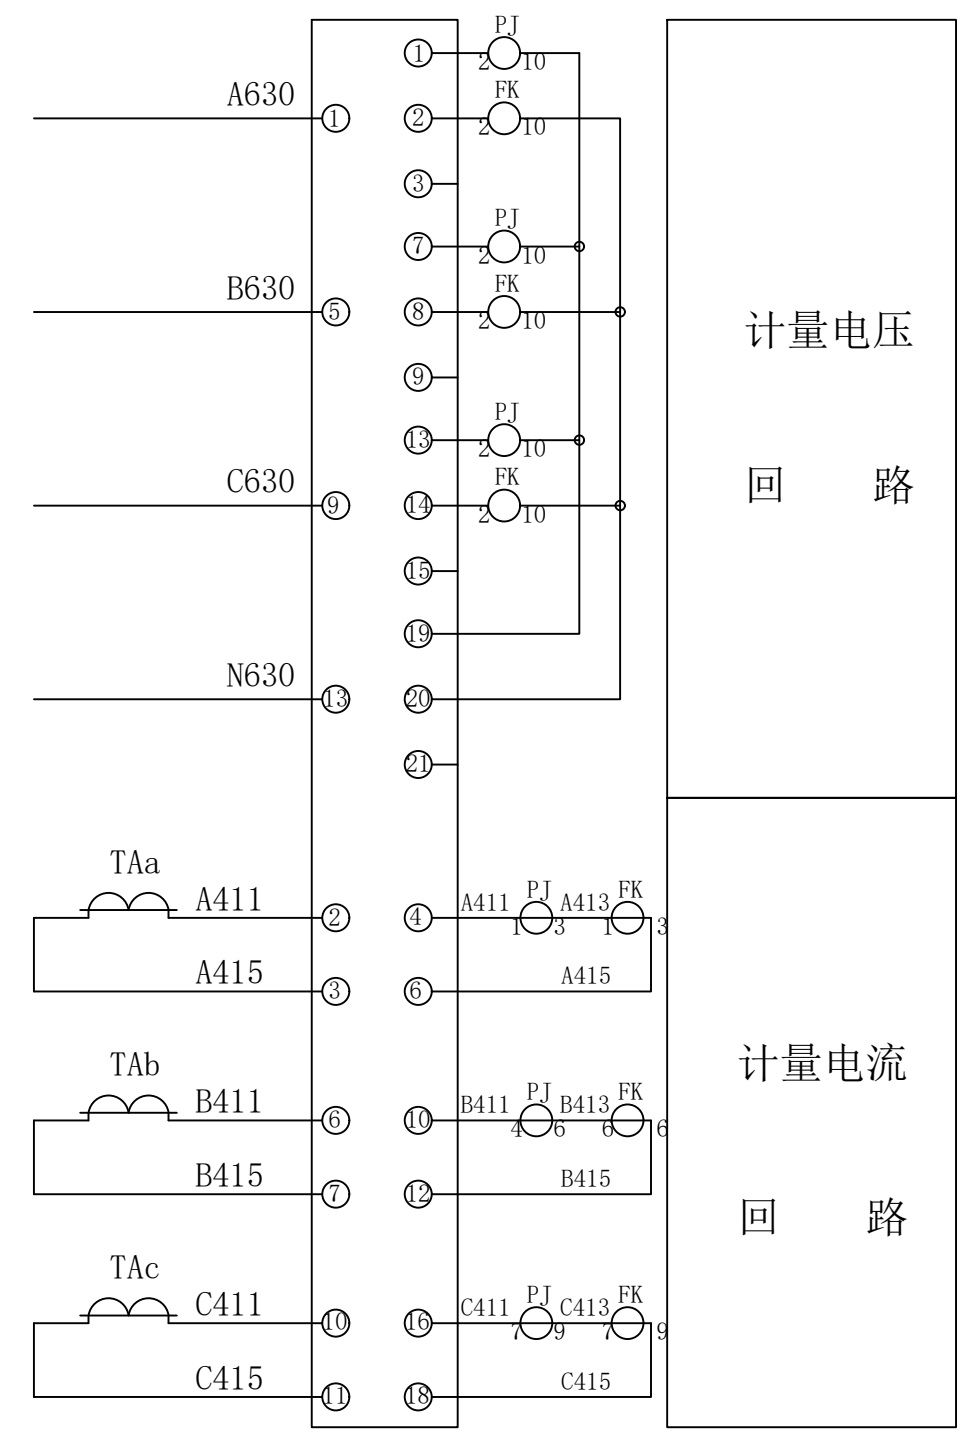 PJ
① 2 10
A630 FK
① ② 2 10
③
PJ
⑦ 2 10
B630 FK
⑤ ⑧ 2 10
计量电压
⑨
PJ
⑬ 2 10
C630 FK
⑨ ⑭ 2 10
回 路
⑮
⑲
N630
⑬ ⑳
㉑
TAa
A411 A411 PJ A413 FK
② ④ 1 3 1 3
A415 A415
③ ⑥
计量电流
TAb
B411 B411 PJ B413 FK
⑥ ⑩ 4 6 6 6
B415 B415
⑦ ⑫
回 路
TAc
C411 C411 PJ C413 FK
⑩ ⑯ 7 9 7 9
C415 C415
⑪ ⑱